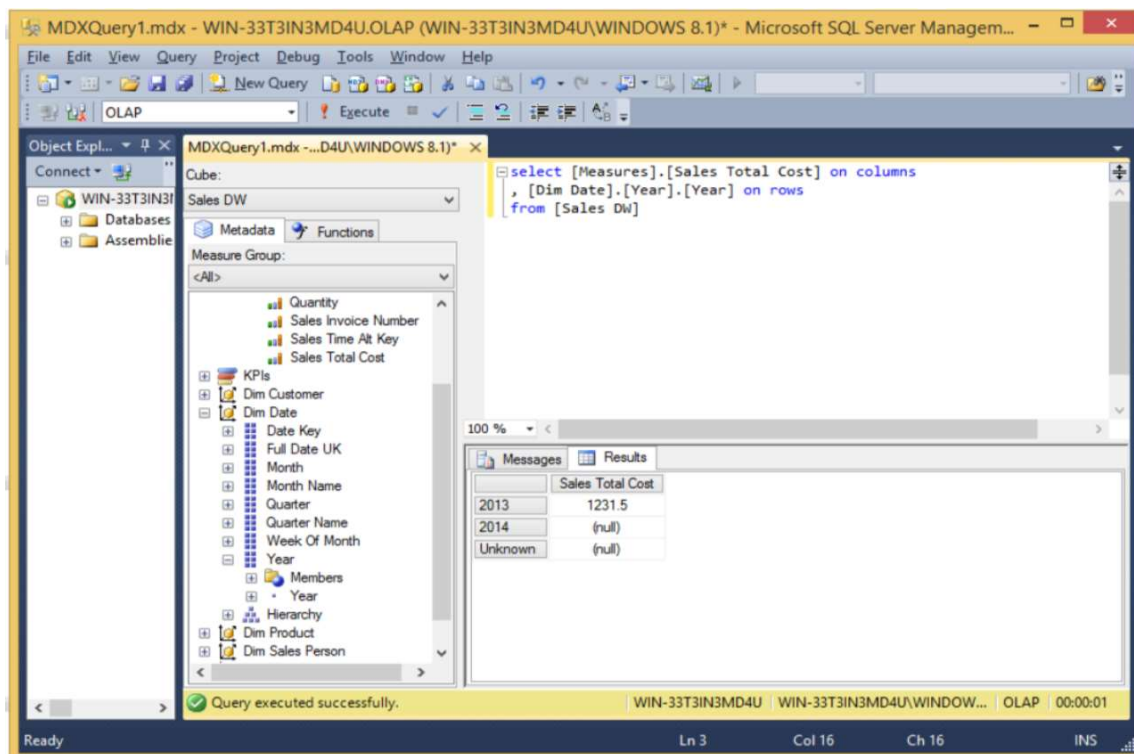 MDXQuery1.mdx - WIN-33T3IN3MD4U.OLAP (WIN-33T3IN3MD4U\WINDOWS 8.1)* - Microsoft SQL Server Managem...
File Edit View Query Project Debug Tools Window Help
New Query
OLAP
Execute
Object Expl...
Connect
WIN-33T3IN3
Databases
Assemblie
MDXQuery1.mdx -...D4U\WINDOWS 8.1)*
Cube:
Sales DW
Metadata
Functions
Measure Group:
<All>
Quantity
Sales Invoice Number
Sales Time Alt Key
Sales Total Cost
KPIs
Dim Customer
Dim Date
Date Key
Full Date UK
Month
Month Name
Quarter
Quarter Name
Week Of Month
Year
Members
Year
Hierarchy
Dim Product
Dim Sales Person
select [Measures].[Sales Total Cost] on columns
, [Dim Date].[Year].[Year] on rows
from [Sales DW]
100 %
Messages
Results
Sales Total Cost
2013 1231.5
2014 (null)
Unknown (null)
Query executed successfully.
WIN-33T3IN3MD4U
WIN-33T3IN3MD4U\WINDOW...
OLAP
00:00:01
Ready
Ln 3
Col 16
Ch 16
INS